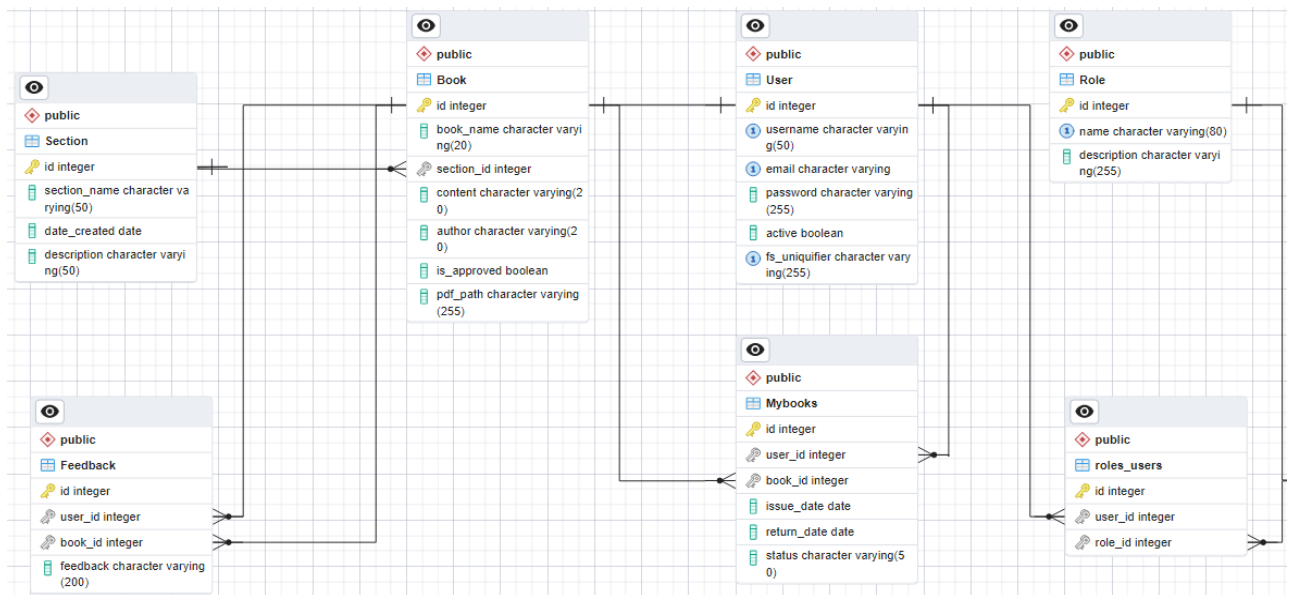 public
Section
id integer
section_name character va
rying(50)
date_created date
description character varyi
ng(50)
public
Book
id integer
book_name character varyi
ng(20)
section_id integer
content character varying(2
0)
author character varying(2
0)
is_approved boolean
pdf_path character varying
(255)
public
User
id integer
1 username character varyin
g(50)
1 email character varying
password character varying
(255)
active boolean
1 fs_uniquifier character vary
ing(255)
public
Role
id integer
1 name character varying(80)
description character varyi
ng(255)
public
Feedback
id integer
user_id integer
book_id integer
feedback character varying
(200)
public
Mybooks
id integer
user_id integer
book_id integer
issue_date date
return_date date
status character varying(5
0)
public
roles_users
id integer
user_id integer
role_id integer